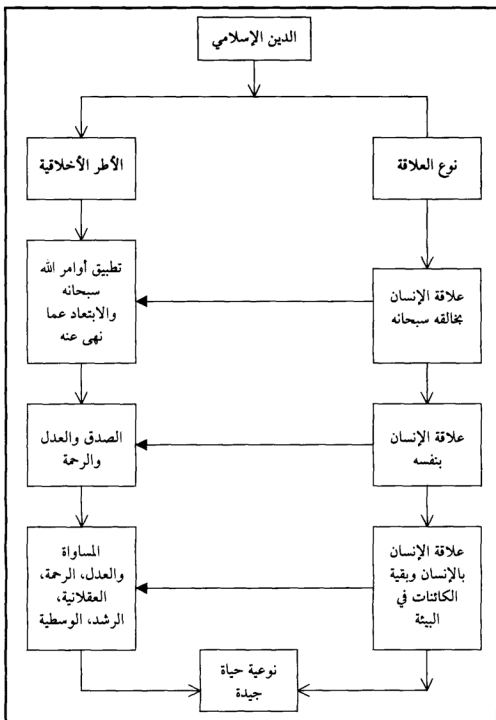 الدين الإسلامي
نوع العلاقة
الأطر الأخلاقية
علاقة الإنسان
بخالقه سبحانه
تطبيق أوامر الله
سبحانه
والابتعاد عما
نهى عنه
علاقة الإنسان
بنفسه
الصدق والعدل
والرحمة
علاقة الإنسان
بالإنسان وبقية
الكائنات في
البيئة
المساواة
والعدل، الرحمة،
العقلانية،
الرشد، الوسطية
نوعية حياة
جيدة